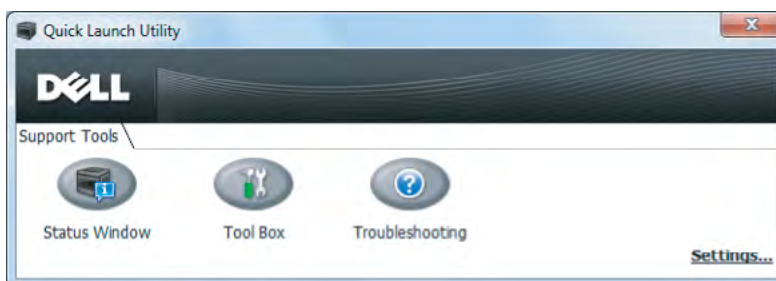 Quick Launch Utility
DELL
Support Tools
Status Window Tool Box Troubleshooting
Settings...